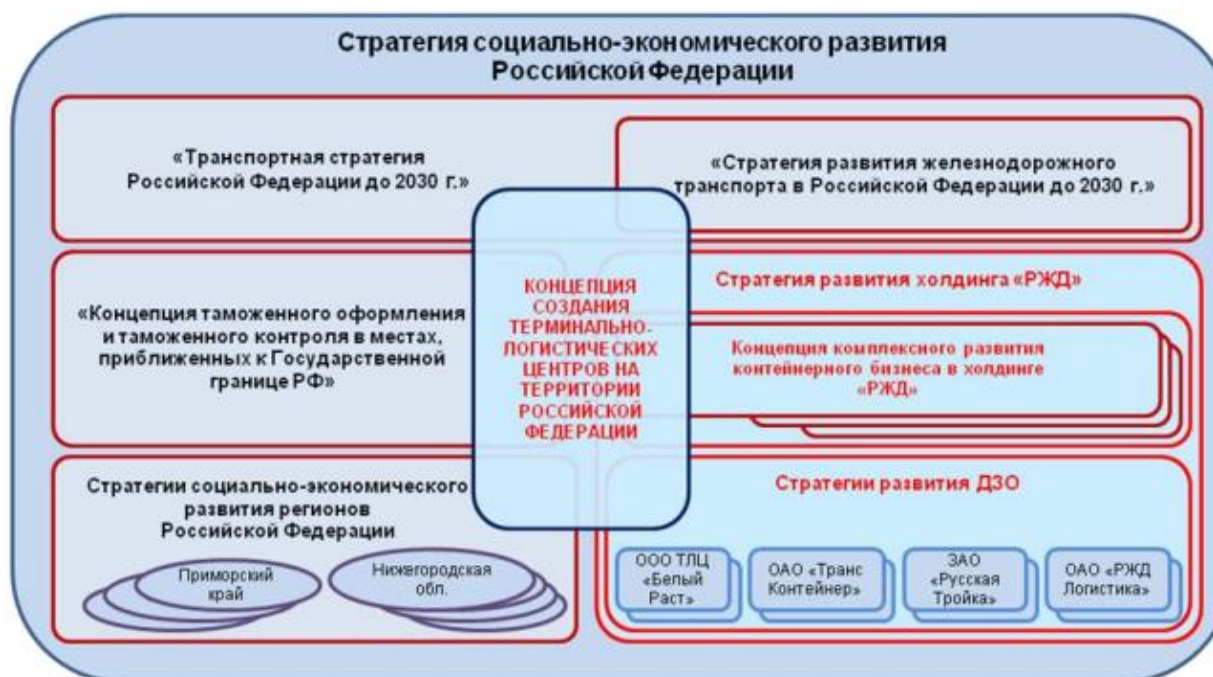 Стратегия социально-экономического развития
Российской Федерации
«Транспортная стратегия
Российской Федерации до 2030 г.»
«Стратегия развития железнодорожного
транспорта в Российской Федерации до 2030 г.»
КОНЦЕПЦИЯ
СОЗДАНИЯ
ТЕРМИНАЛЬНО-
ЛОГИСТИЧЕСКИХ
ЦЕНТРОВ НА
ТЕРРИТОРИИ
РОССИЙСКОЙ
ФЕДЕРАЦИИ
«Концепция таможенного оформления
и таможенного контроля в местах,
приближенных к Государственной
границе РФ»
Стратегия развития холдинга «РЖД»
Концепция комплексного развития
контейнерного бизнеса в холдинге
«РЖД»
Стратегии социально-экономического
развития регионов
Российской Федерации
Приморский
край
Нижегородская
обл.
Стратегии развития ДЗО
ООО ТЛЦ
«Белый
Раст»
ОАО «Транс
Контейнер»
ЗАО
«Русская
Тройка»
ОАО «РЖД
Логистика»